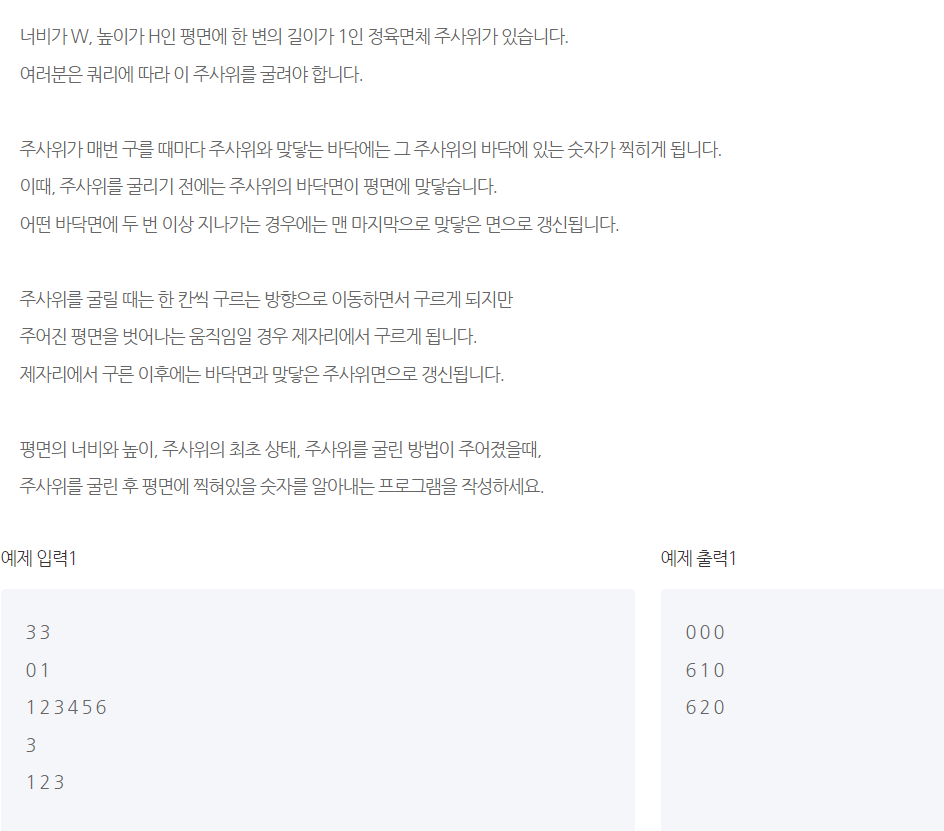 너비가 W, 높이가 H인 평면에 한 변의 길이가 1인 정육면체 주사위가 있습니다.
여러분은 쿼리에 따라 이 주사위를 굴려야 합니다.
주사위가 매번 구를 때마다 주사위와 맞닿는 바닥에는 그 주사위의 바닥에 있는 숫자가 찍히게 됩니다.
이때, 주사위를 굴리기 전에는 주사위의 바닥면이 평면에 맞닿습니다.
어떤 바닥면에 두 번 이상 지나가는 경우에는 맨 마지막으로 맞닿은 면으로 갱신됩니다.
주사위를 굴릴 때는 한 칸씩 구르는 방향으로 이동하면서 구르게 되지만
주어진 평면을 벗어나는 움직임일 경우 제자리에서 구르게 됩니다.
제자리에서 구른 이후에는 바닥면과 맞닿은 주사위면으로 갱신됩니다.
평면의 너비와 높이, 주사위의 최초 상태, 주사위를 굴린 방법이 주어졌을때,
주사위를 굴린 후 평면에 찍혀있을 숫자를 알아내는 프로그램을 작성하세요.
예제 입력1
3 3
0 1
1 2 3 4 5 6
3
1 2 3
예제 출력1
0 0 0
6 1 0
6 2 0